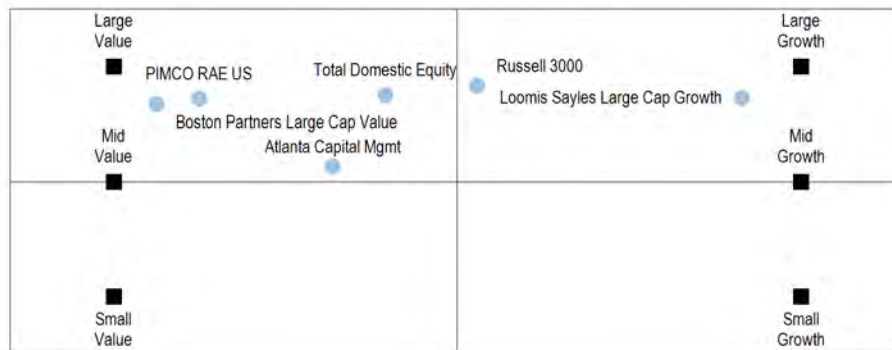 Large
Value
Large
Growth
PIMCO RAE US
Total Domestic Equity
Russell 3000
Loomis Sayles Large Cap Growth
Boston Partners Large Cap Value
Mid
Value
Atlanta Capital Mgmt
Mid
Growth
Small
Value
Small
Growth